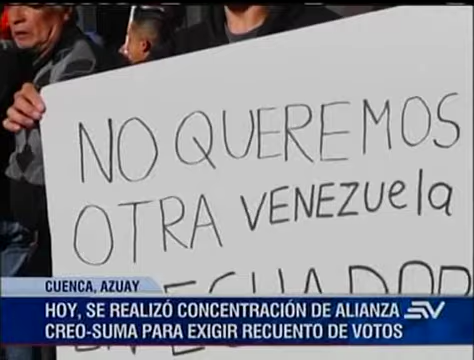 NO QUEREMOS
OTRA VENEZUElA
ECUADOR
CUENCA, AZUAY
HOY, SE REALIZÓ CONCENTRACIÓN DE ALIANZA
CREO-SUMA PARA EXIGIR RECUENTO DE VOTOS